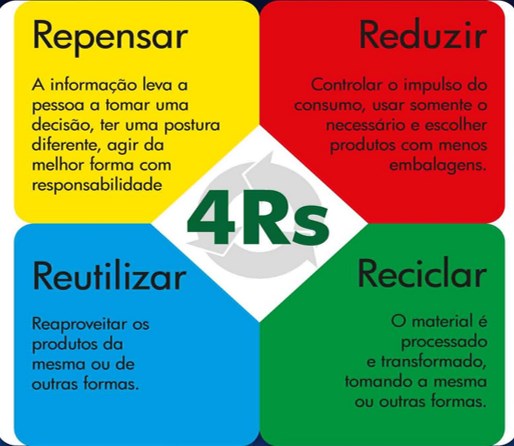 Repensar
A informação leva a
pessoa a tomar uma
decisão, ter uma postura
diferente, agir da
melhor forma com
responsabilidade
Reduzir
Controlar o impulso do
consumo, usar somente o
necessário e escolher
produtos com menos
embalagens.
4Rs
Reutilizar
Reaproveitar os
produtos da
mesma ou de
outras formas.
Reciclar
O material é
processado
e transformado,
tomando a mesma
ou outras formas.